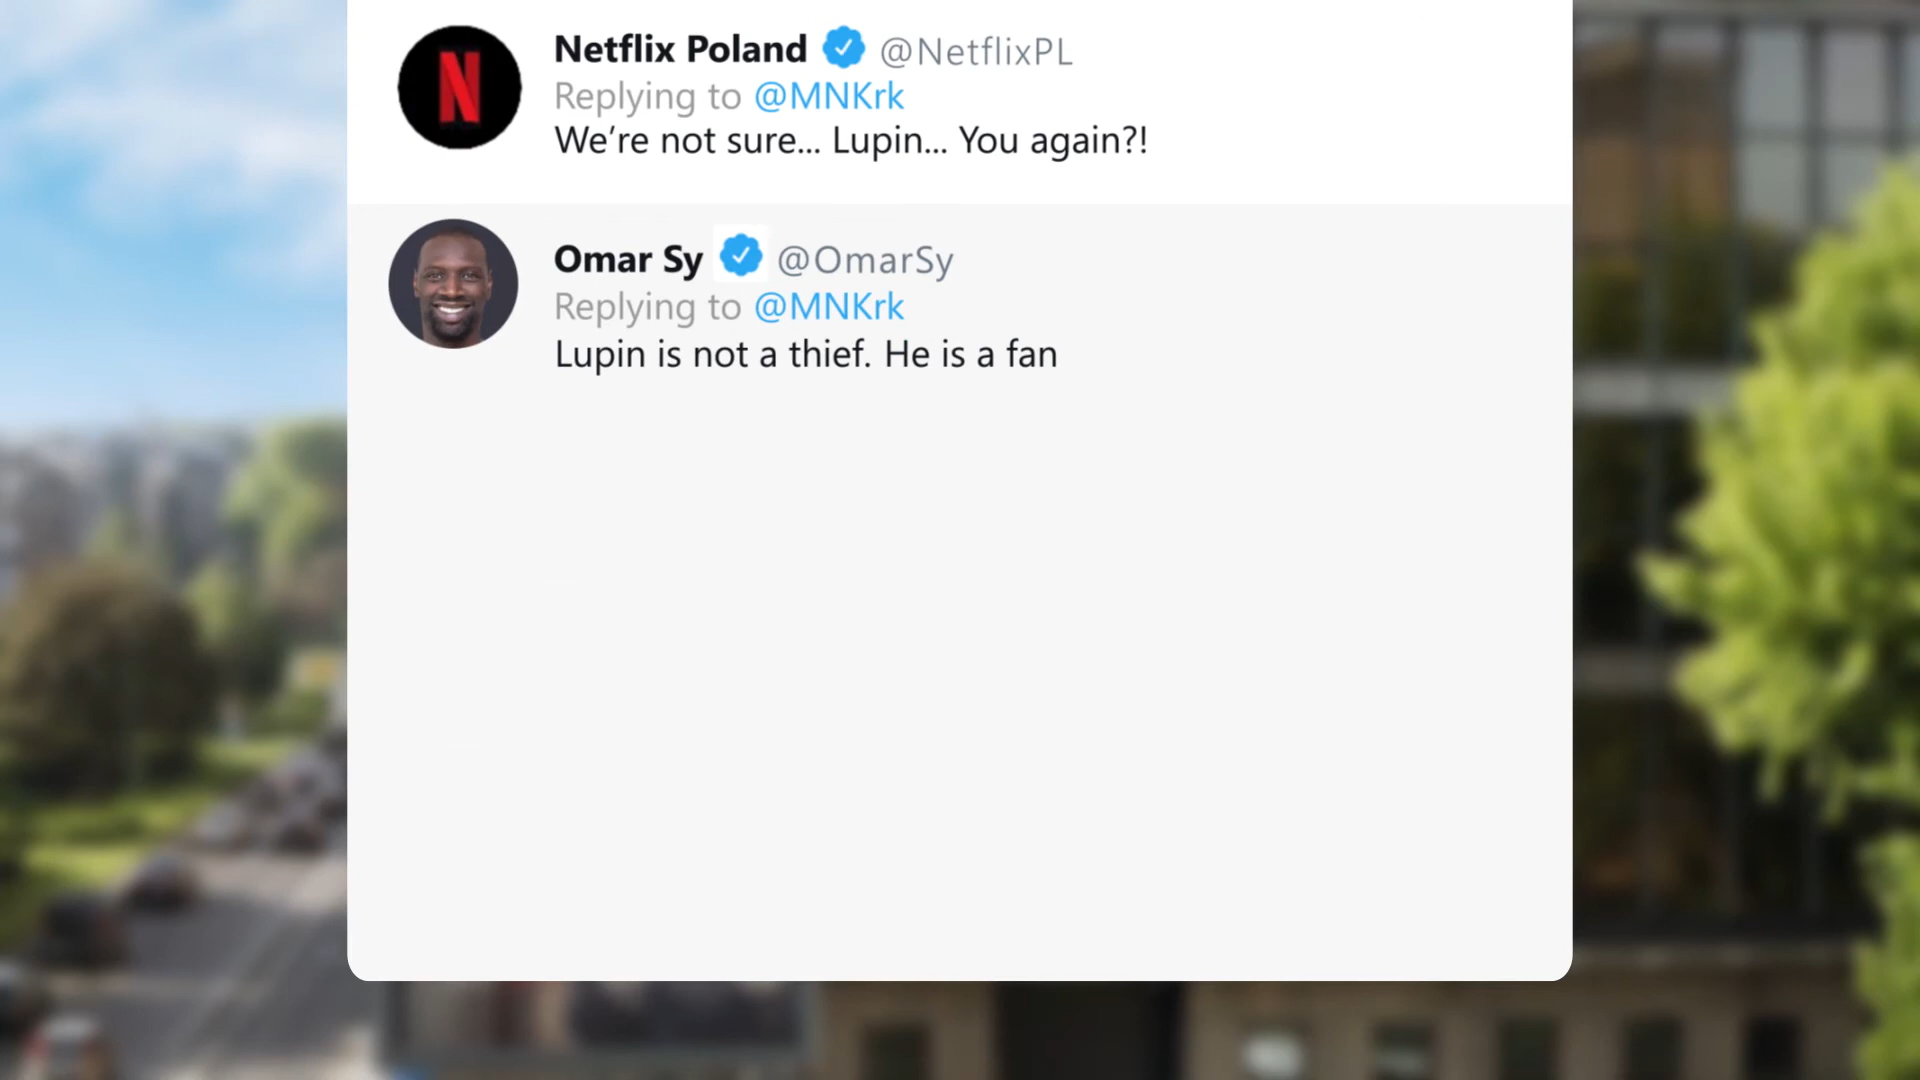 Netflix Poland @NetflixPL
Replying to @MNKrk
We’re not sure... Lupin... You again?!
Omar Sy @OmarSy
Replying to @MNKrk
Lupin is not a thief. He is a fan